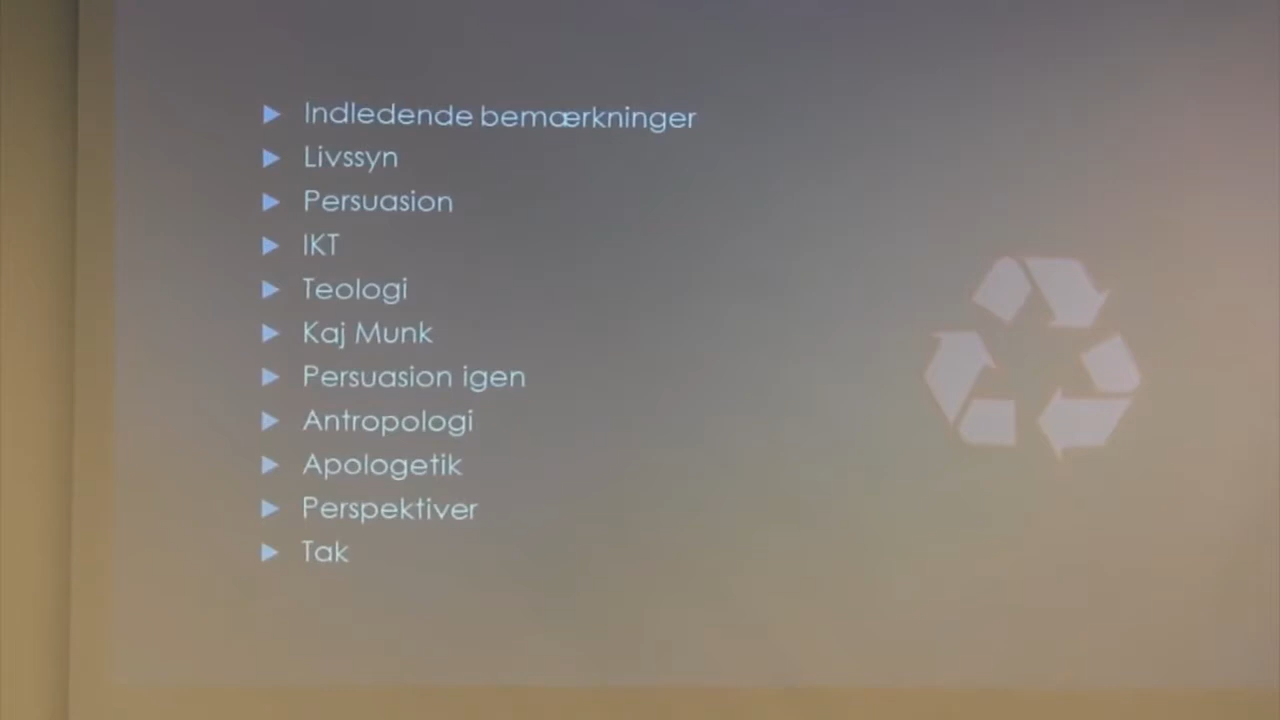 Indledende bemærkninger
Livssyn
Persuasion
IKT
Teologi
Kaj Munk
Persuasion igen
Antropologi
Apologetik
Perspektiver
Tak